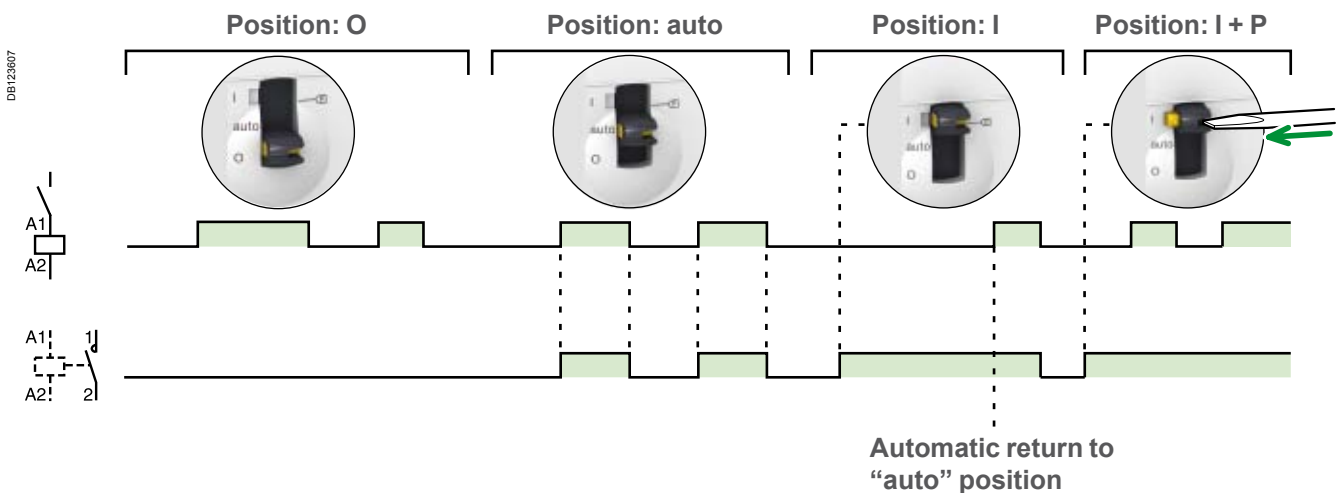 Position: O
Position: auto
Position: I
Position: I + P
DB123607
I
auto
O
I
auto
O
I
auto
O
I
auto
O
A1
A2
A1
1
A2
2
Automatic return to
“auto” position